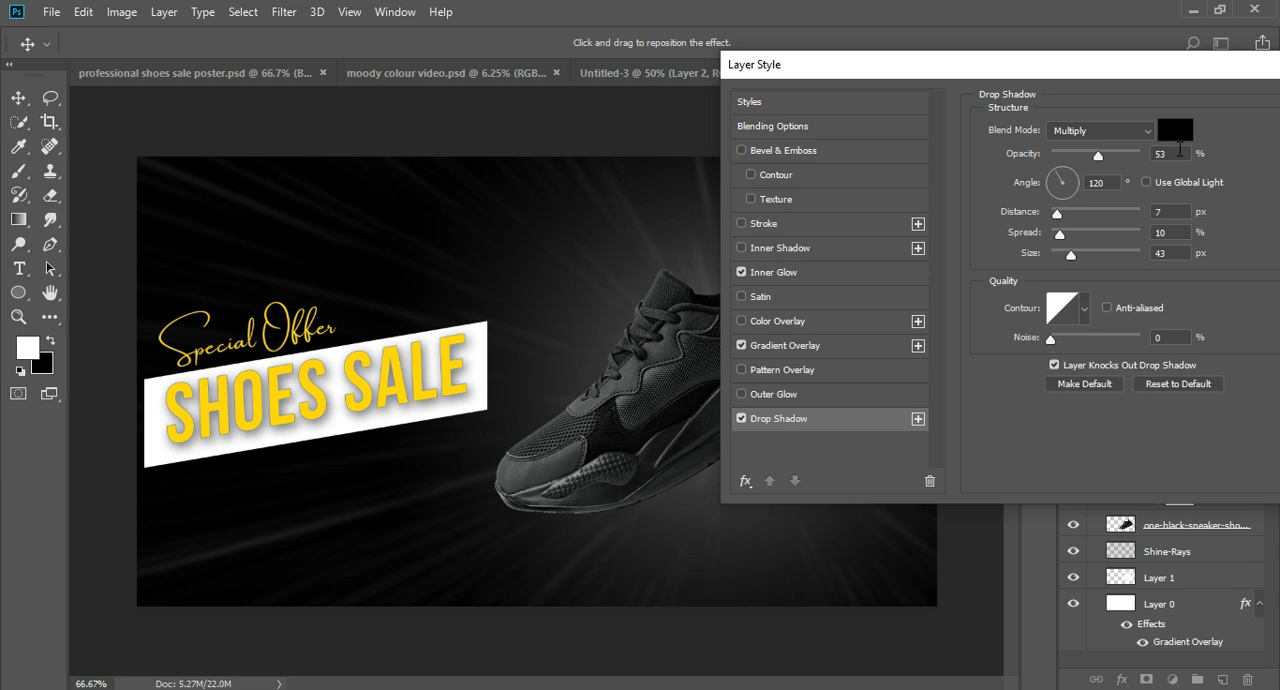 Ps File Edit Image Layer Type Select Filter 3D View Window Help
Click and drag to reposition the effect.
professional shoes sale poster.psd @ 66.7% (B... × moody colour video.psd @ 6.25% (RGB... × Untitled-3 @ 50% (Layer 2, R
Layer Style
Styles
Blending Options
Bevel & Emboss
Contour
Texture
Stroke
Inner Shadow
Inner Glow
Satin
Color Overlay
Gradient Overlay
Pattern Overlay
Outer Glow
Drop Shadow
fx
Drop Shadow
Structure
Blend Mode: Multiply
Opacity: 53 %
Angle: 120 ° Use Global Light
Distance: 7 px
Spread: 10 %
Size: 43 px
Quality
Contour: Anti-aliased
Noise: 0 %
Layer Knocks Out Drop Shadow
Make Default Reset to Default
Special Offer
SHOES SALE
one-black-sneaker-sho...
Shine-Rays
Layer 1
Layer 0 fx
Effects
Gradient Overlay
fx
66.67% Doc: 5.27M/22.0M